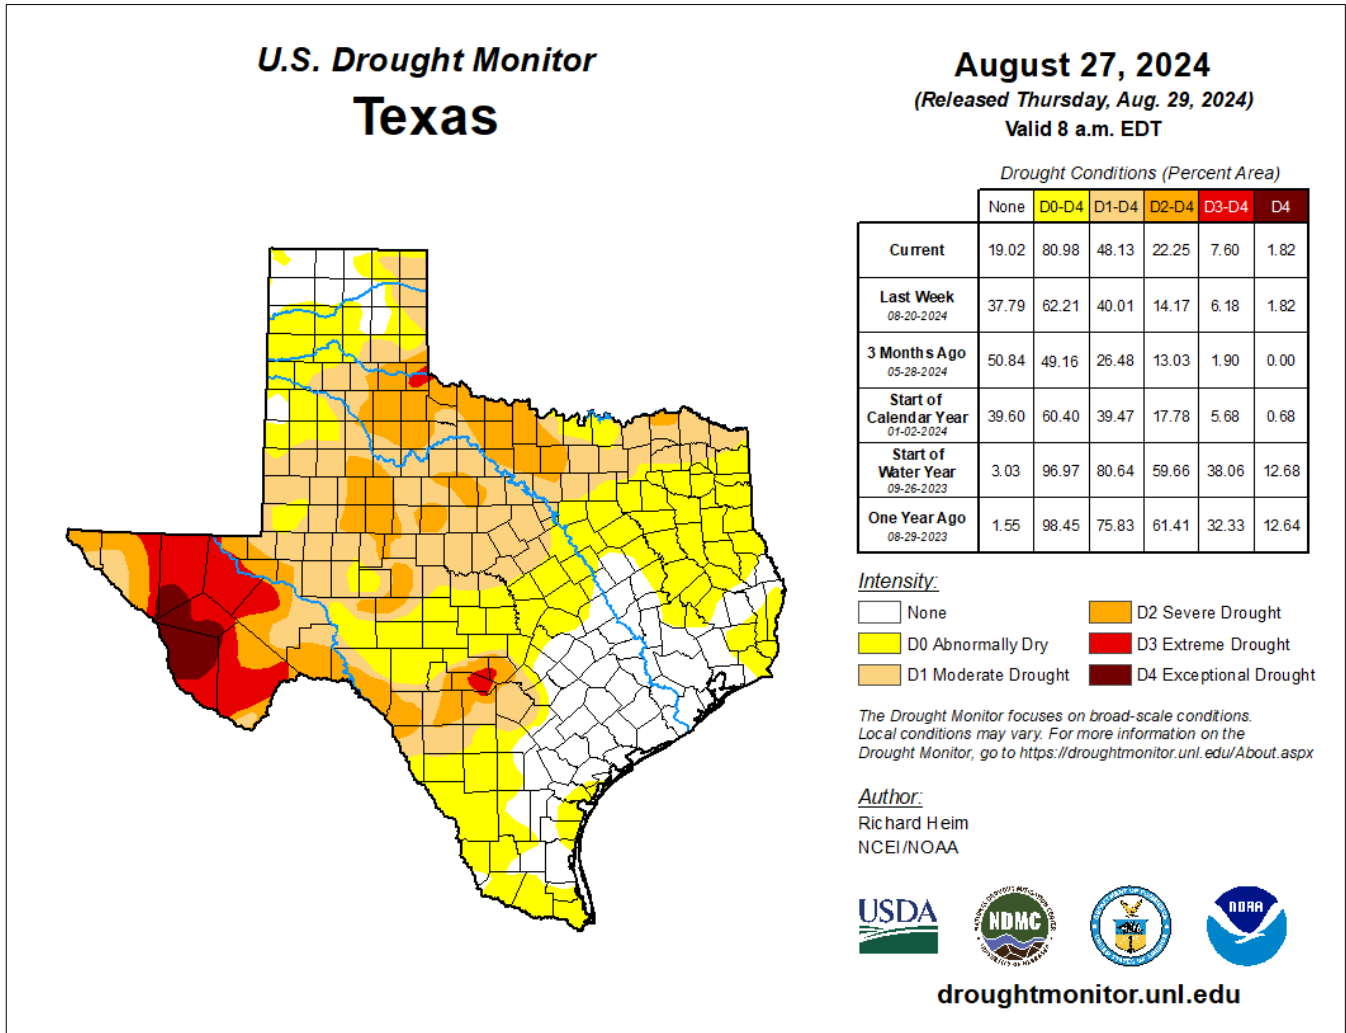 U.S. Drought Monitor
Texas
August 27, 2024
(Released Thursday, Aug. 29, 2024)
Valid 8 a.m. EDT
Drought Conditions (Percent Area)
None D0-D4 D1-D4 D2-D4 D3-D4 D4
Current 19.02 80.98 48.13 22.25 7.60 1.82
Last Week
08-20-2024 37.79 62.21 40.01 14.17 6.18 1.82
3 Months Ago
05-28-2024 50.84 49.16 26.48 13.03 1.90 0.00
Start of
Calendar Year
01-02-2024 39.60 60.40 39.47 17.78 5.68 0.68
Start of
Water Year
09-26-2023 3.03 96.97 80.64 59.66 38.06 12.68
One Year Ago
08-29-2023 1.55 98.45 75.83 61.41 32.33 12.64
Intensity:
None
D0 Abnormally Dry
D1 Moderate Drought
D2 Severe Drought
D3 Extreme Drought
D4 Exceptional Drought
The Drought Monitor focuses on broad-scale conditions.
Local conditions may vary. For more information on the
Drought Monitor, go to https://droughtmonitor.unl.edu/About.aspx
Author:
Richard Heim
NCEI/NOAA
USDA
NDMC
NOAA
droughtmonitor.unl.edu